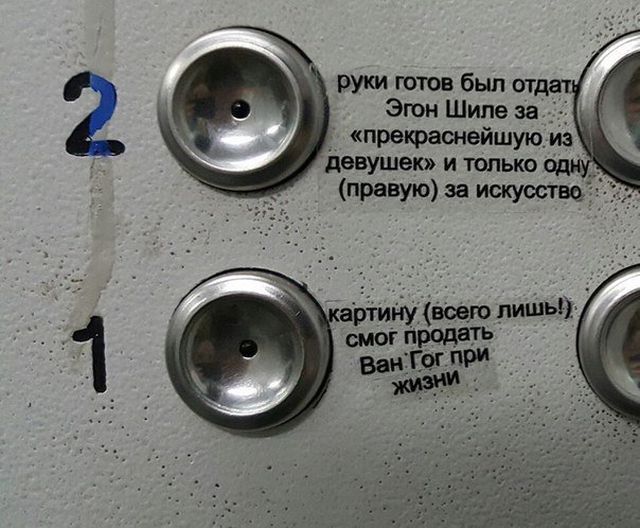 2
руки готов был отдать
Эгон Шиле за
«прекраснейшую из
девушек» и только одну
(правую) за искусство
1
картину (всего лишь!)
смог продать
Ван Гог при
жизни